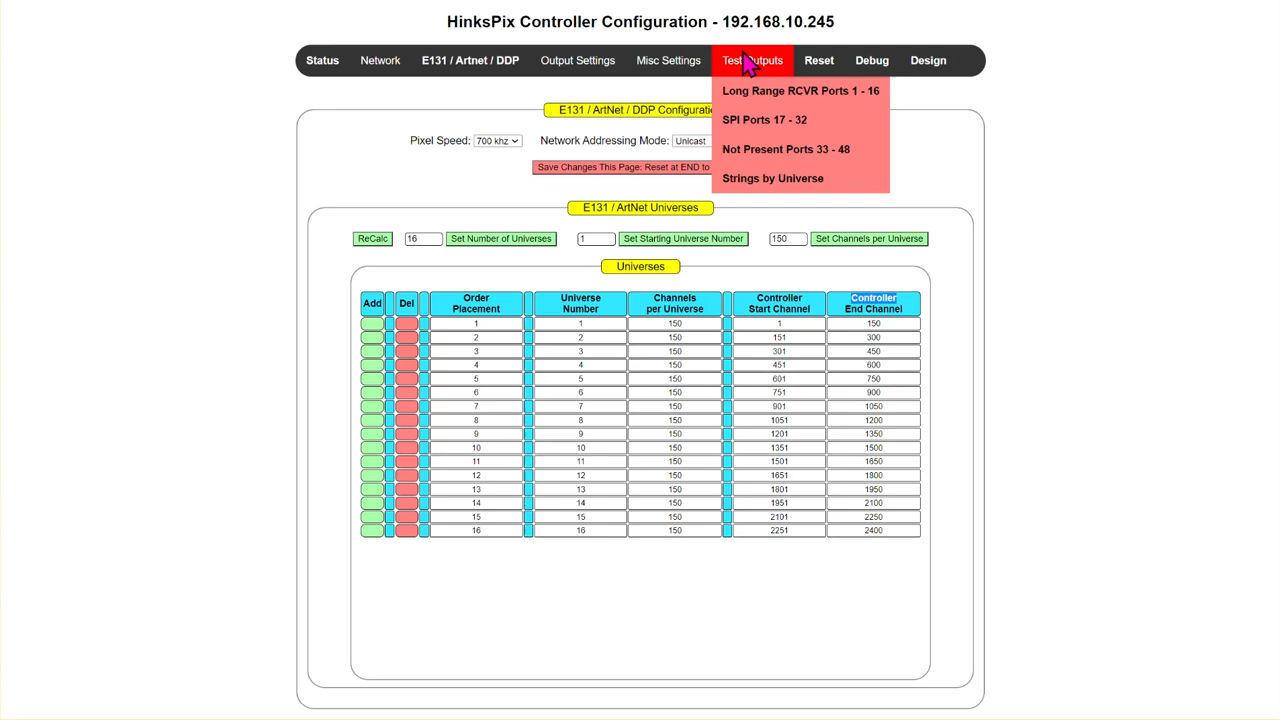 HinksPix Controller Configuration - 192.168.10.245
Status Network E131 / Artnet / DDP Output Settings Misc Settings Test Outputs Reset Debug Design
Long Range RCVR Ports 1 - 16
SPI Ports 17 - 32
Not Present Ports 33 - 48
Strings by Universe
E131 / ArtNet / DDP Configurati
Pixel Speed: 700 khz Network Addressing Mode: Unicast
Save Changes This Page: Reset at END to
E131 / ArtNet Universes
ReCalc 16 Set Number of Universes 1 Set Starting Universe Number 150 Set Channels per Universe
Universes
Add Del Order Placement Universe Number Channels per Universe Controller Start Channel Controller End Channel
1 1 150 1 150
2 2 150 151 300
3 3 150 301 450
4 4 150 451 600
5 5 150 601 750
6 6 150 751 900
7 7 150 901 1050
8 8 150 1051 1200
9 9 150 1201 1350
10 10 150 1351 1500
11 11 150 1501 1650
12 12 150 1651 1800
13 13 150 1801 1950
14 14 150 1951 2100
15 15 150 2101 2250
16 16 150 2251 2400